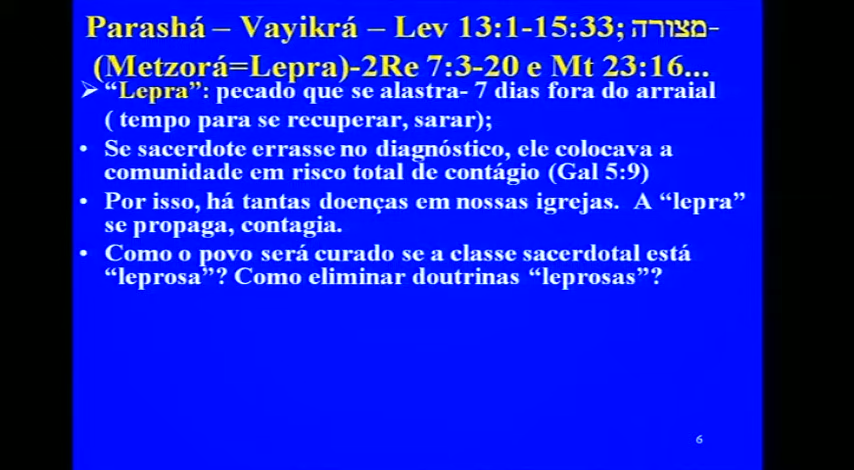 Parashá – Vayikrá – Lev 13:1-15:33; מצורה-
(Metzorá=Lepra)-2Re 7:3-20 e Mt 23:16...
➢ “Lepra”: pecado que se alastra- 7 dias fora do arraial
( tempo para se recuperar, sarar);
• Se sacerdote errasse no diagnóstico, ele colocava a
comunidade em risco total de contágio (Gal 5:9)
• Por isso, há tantas doenças em nossas igrejas. A “lepra”
se propaga, contagia.
• Como o povo será curado se a classe sacerdotal está
“leprosa”? Como eliminar doutrinas “leprosas”?
6